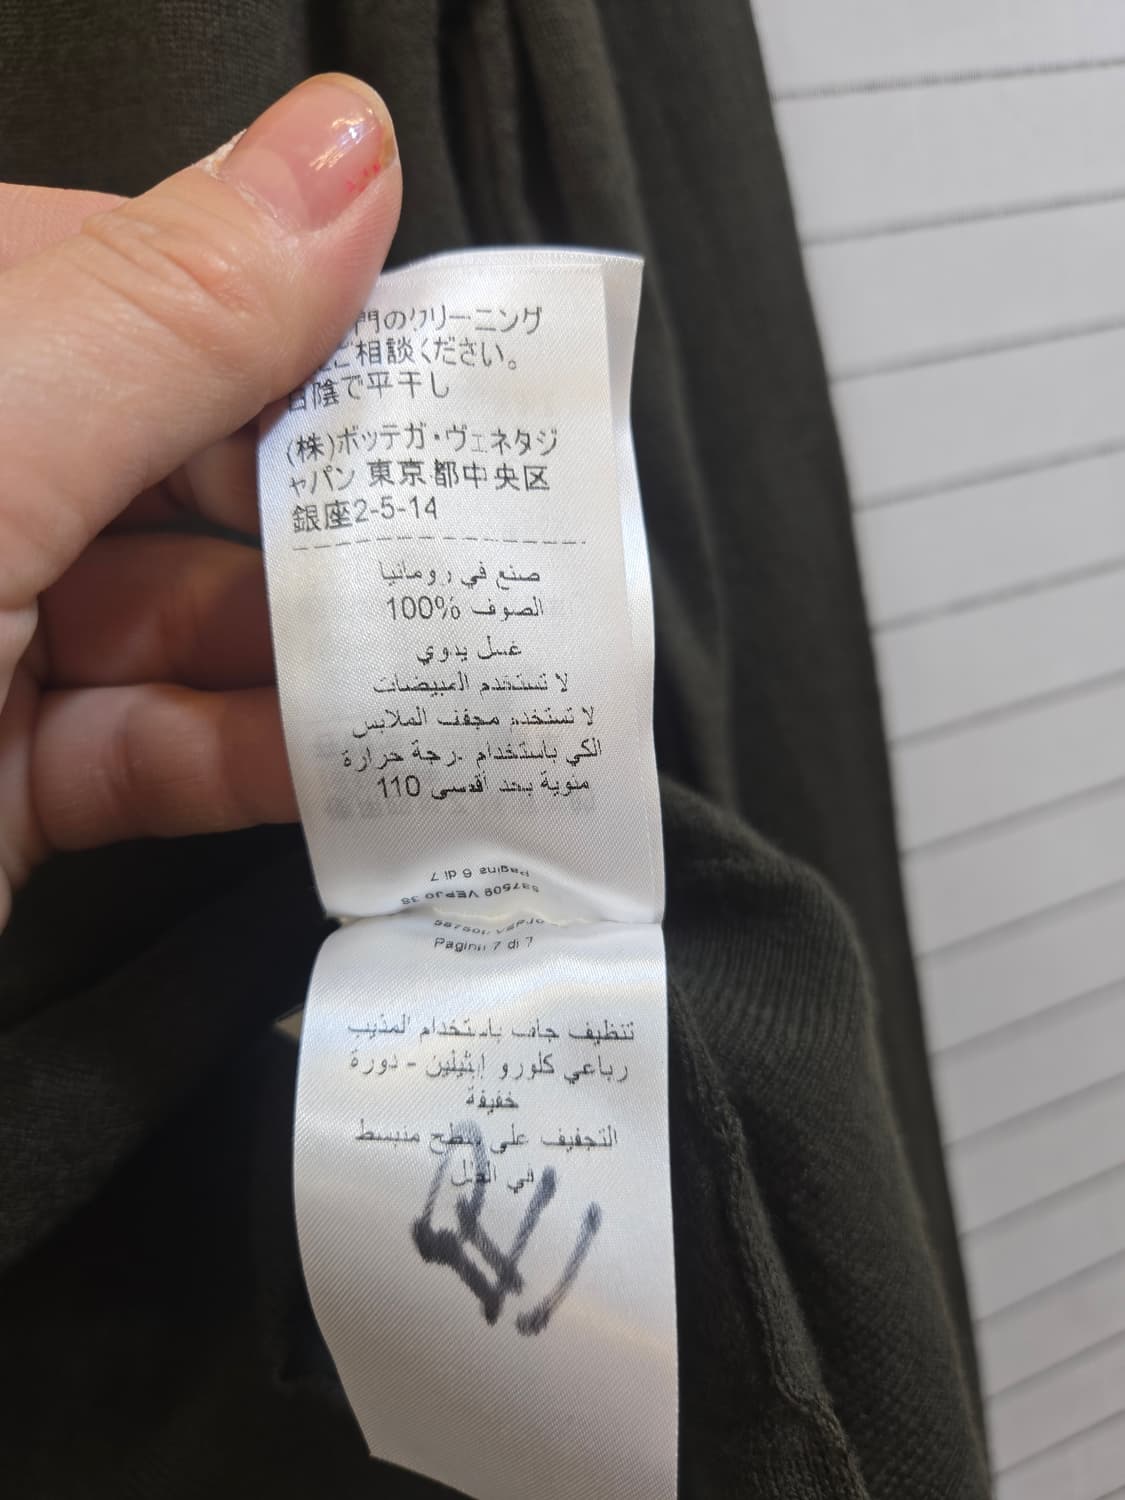 門のクリーニング
ご相談ください。
日陰で平干し
(株)ボッテガ・ヴェネタジ
ャパン 東京都中央区
銀座2-5-14
صنع في رومانيا
100% الصوف
غسل يدوي
لا تستخدم المبيضات
لا تستخدم مجفف الملابس
الكي باستخدام درجة حرارة
مئوية بحد أقصى 110
Pagina 6 di 7
597509 VEPJ0 38
Pagina 7 di 7
تنظيف جاف باستخدام المذيب
رباعي كلورو إيثيلين - دورة
خفيفة
التجفيف على سطح منبسط
في الظل